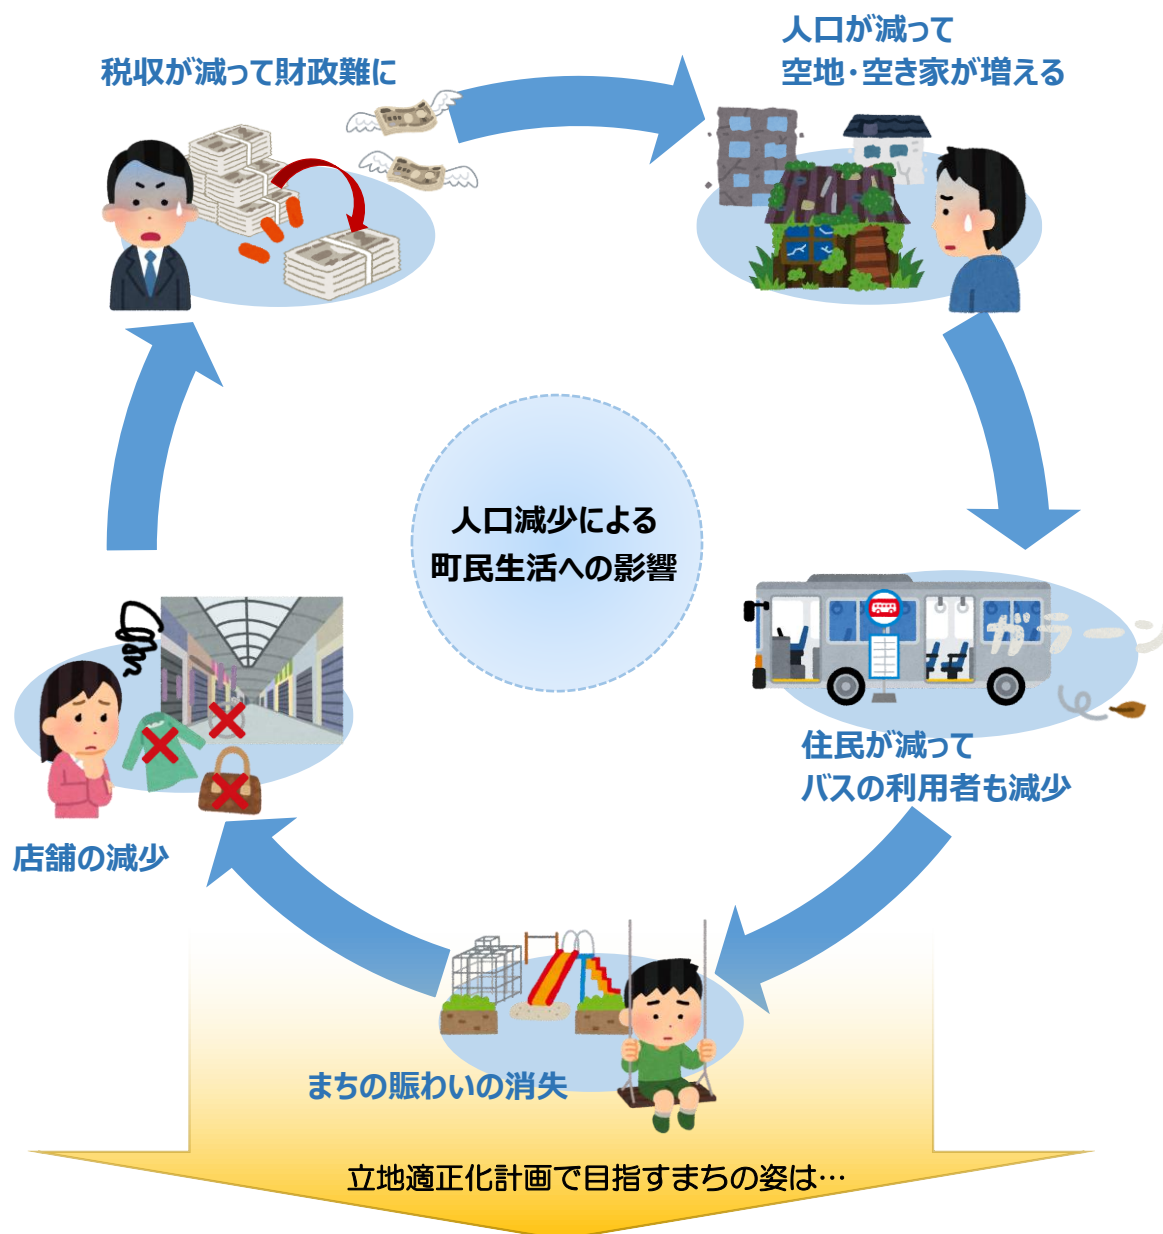 税収が減って財政難に
人口が減って
空地・空き家が増える
人口減少による
町民生活への影響
ガラーン
住民が減って
バスの利用者も減少
店舗の減少
まちの賑わいの消失
立地適正化計画で目指すまちの姿は…